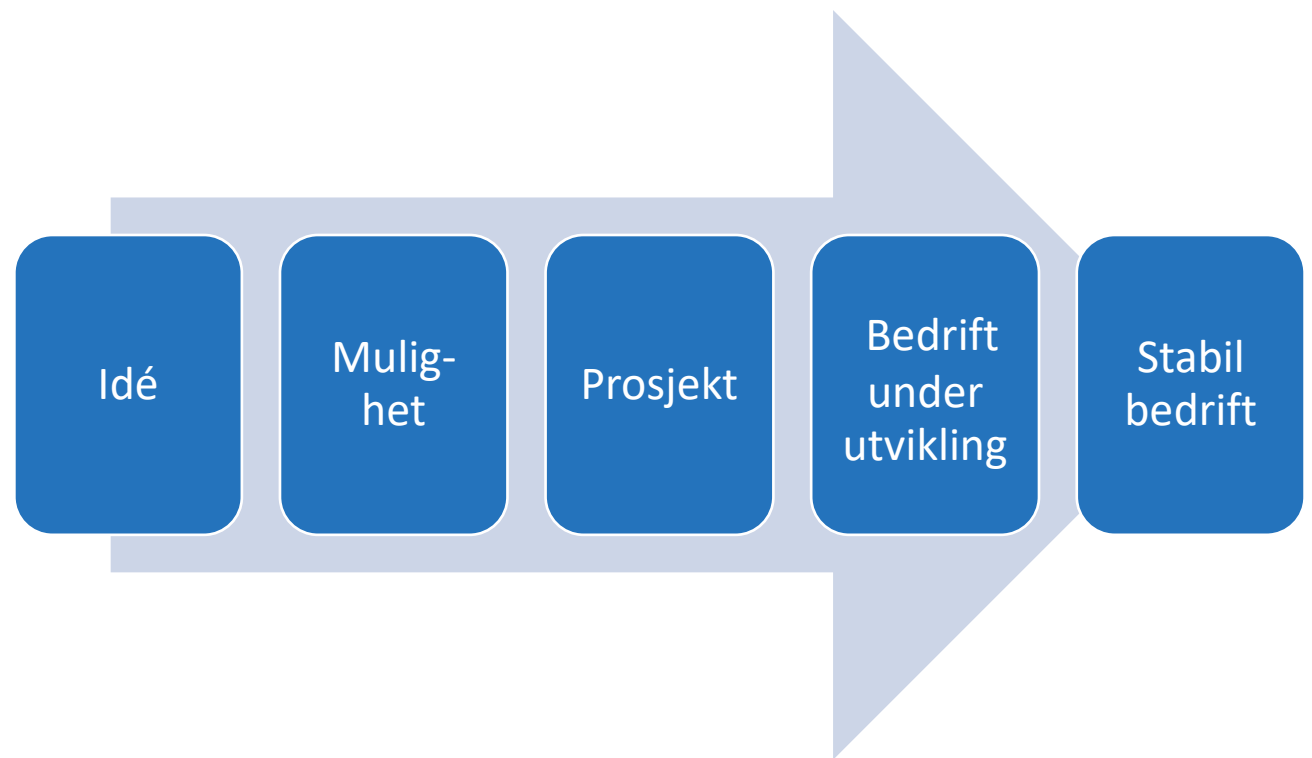 Idé
Mulig-
het
Prosjekt
Bedrift
under
utvikling
Stabil
bedrift